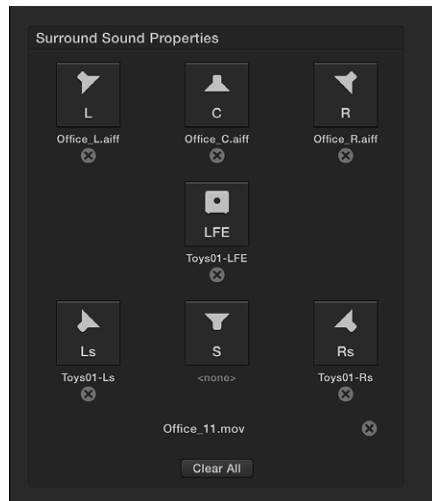 Surround Sound Properties
L C R
Office_L.aiff Office_C.aiff Office_R.aiff
LFE
Toys01-LFE
Ls S Rs
Toys01-Ls <none> Toys01-Rs
Office_11.mov
Clear All